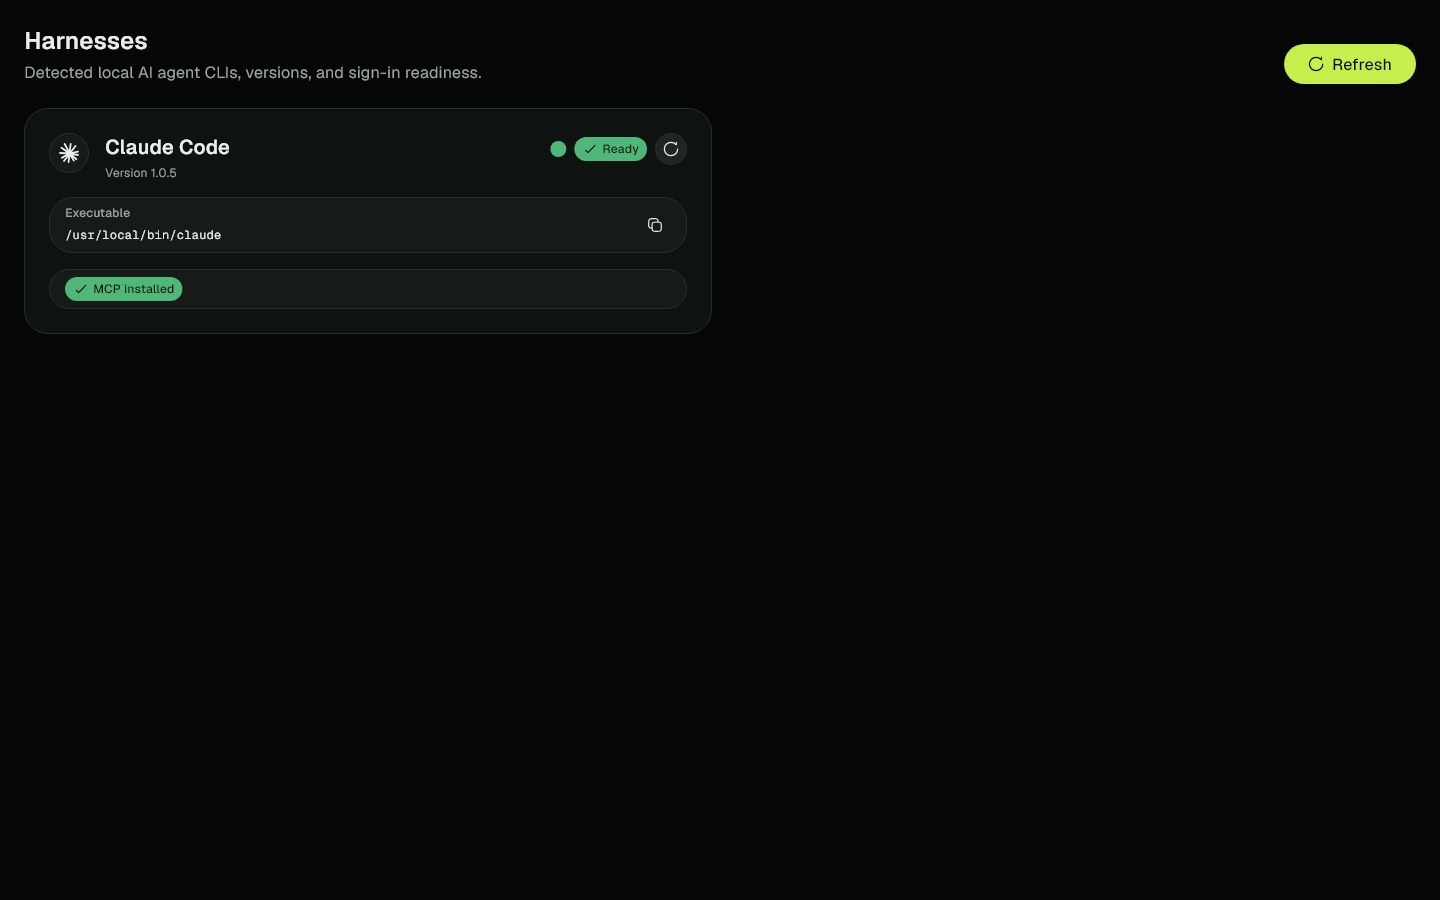 Harnesses
Detected local AI agent CLIs, versions, and sign-in readiness.
Refresh
Claude Code
Ready
Version 1.0.5
Executable
/usr/local/bin/claude
MCP installed